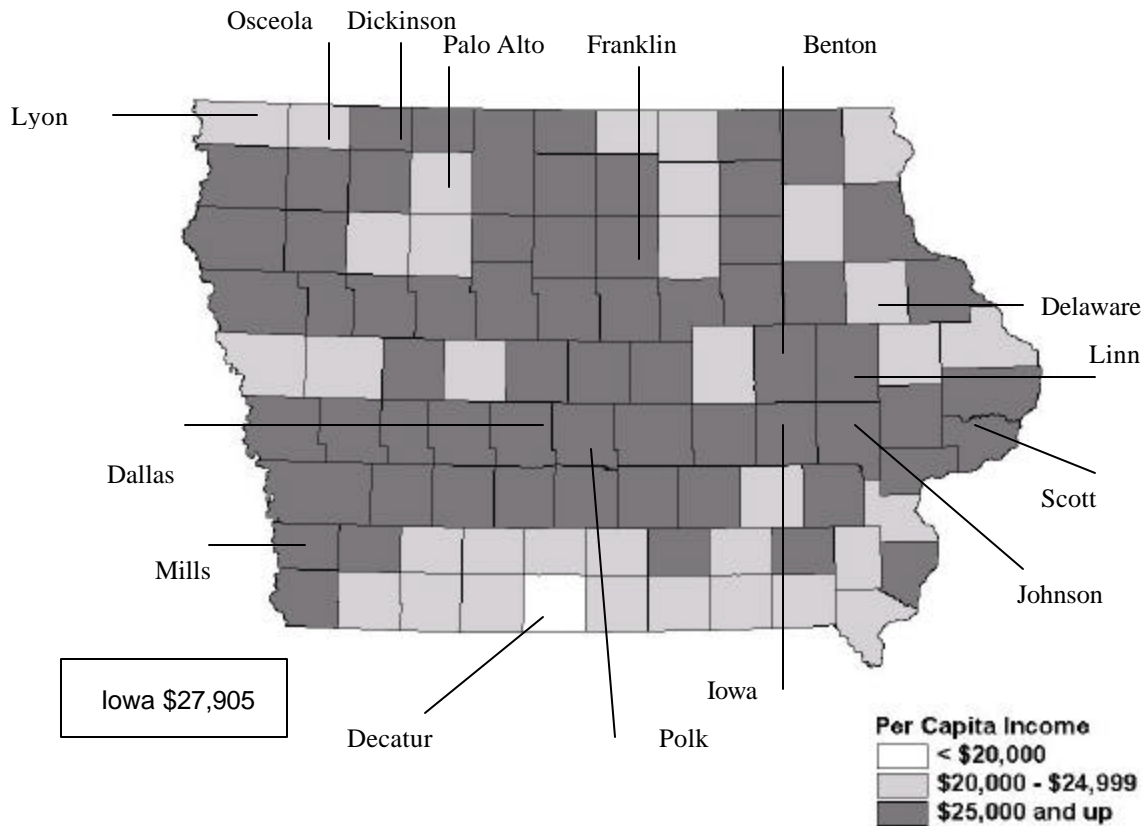 Osceola Dickinson
Palo Alto Franklin Benton
Lyon
Delaware
Linn
Dallas
Scott
Mills
Johnson
Iowa
Iowa $27,905
Decatur Polk
Per Capita Income
< $20,000
$20,000 - $24,999
$25,000 and up